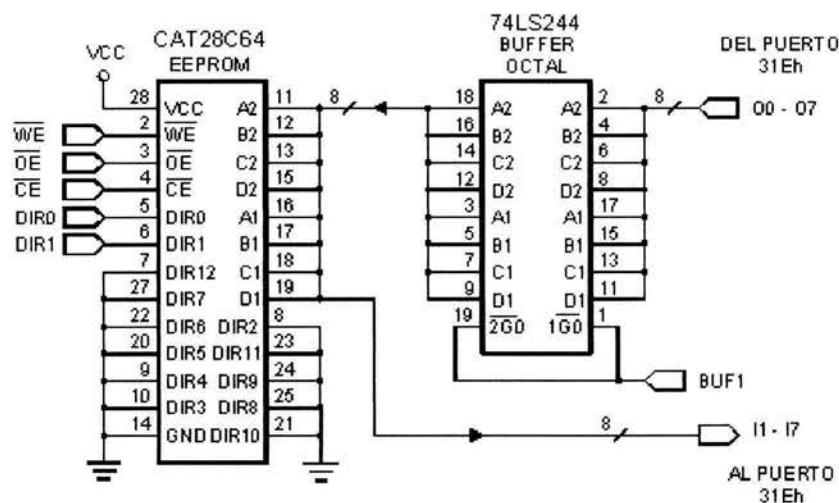 CAT28C64
EEPROM
74LS244
BUFFER
OCTAL
DEL PUERTO
31Eh
VCC
28 VCC A2 11 8
WE 2 WE B2 12
OE 3 OE C2 13
CE 4 CE D2 15
DIR0 5 DIR0 A1 16
DIR1 6 DIR1 B1 17
7 DIR12 C1 18
27 DIR7 D1 19
22 DIR6 DIR2 8
20 DIR5 DIR11 23
9 DIR4 DIR9 24
10 DIR3 DIR8 25
14 GND DIR10 21
18 A2 A2 2 8 O0 - O7
16 B2 B2 4
14 C2 C2 6
12 D2 D2 8
3 A1 A1 17
5 B1 B1 15
7 C1 C1 13
9 D1 D1 11
19 2G0 1G0 1
BUF1
8 I1 - I7
AL PUERTO
31Eh